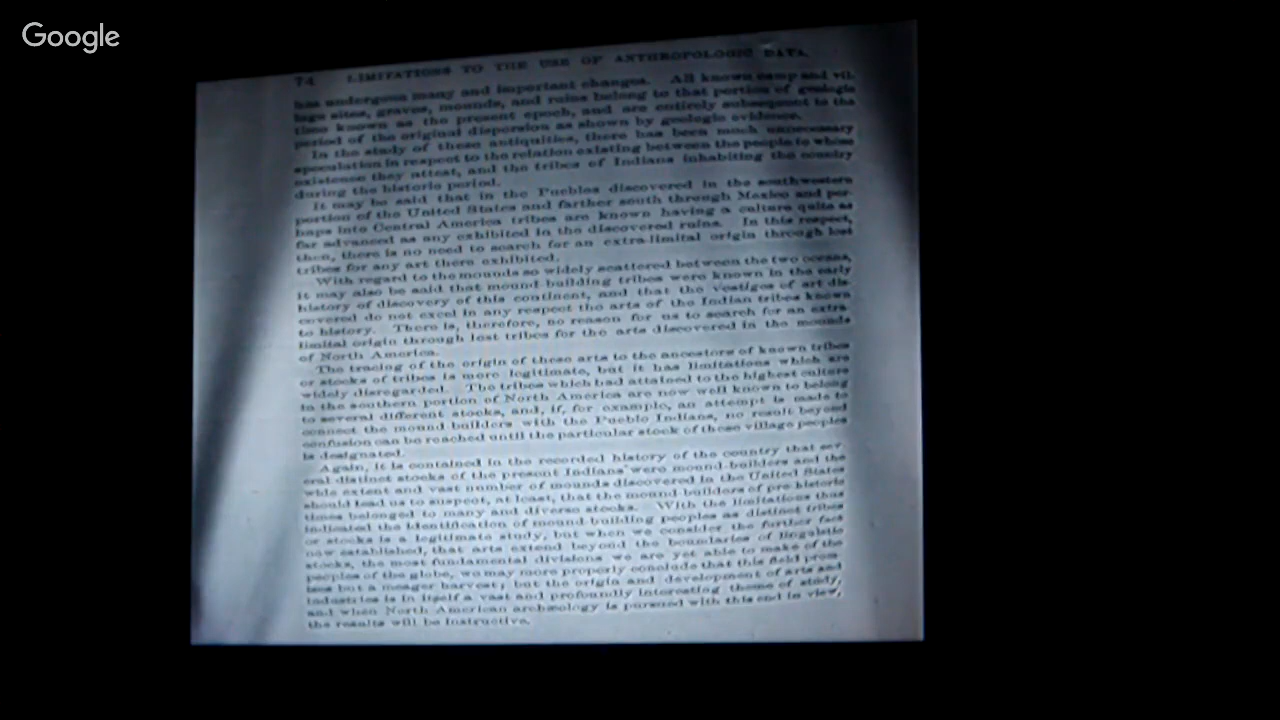 Google
74 LIMITATIONS TO THE USE OF ANTHROPOLOGIC DATA.
has undergone many and important changes. All known camp and vil-
lage sites, graves, mounds, and ruins belong to that portion of geologic
time known as the present epoch, and are entirely subsequent to the
period of the original dispersion as shown by geologic evidence.
In the study of these antiquities, there has been much unnecessary
speculation in respect to the relation existing between the people to whose
existence they attest, and the tribes of Indians inhabiting the country
during the historic period.
It may be said that in the Pueblos discovered in the southwestern
portion of the United States and farther south through Mexico and per-
haps into Central America tribes are known having a culture quite as
far advanced as any exhibited in the discovered ruins. In this respect,
then, there is no need to search for an extra-limital origin through lost
tribes for any art there exhibited.
With regard to the mounds so widely scattered between the two oceans,
it may also be said that mound-building tribes were known in the early
history of discovery of this continent, and that the vestiges of art dis-
covered do not excel in any respect the arts of the Indian tribes known
to history. There is, therefore, no reason for us to search for an extra-
limital origin through lost tribes for the arts discovered in the mounds
of North America.
The tracing of the origin of these arts to the ancestors of known tribes
or stocks of tribes is more legitimate, but it has limitations which are
widely disregarded. The tribes which had attained to the highest culture
in the southern portion of North America are now well known to belong
to several different stocks, and, if, for example, an attempt is made to
connect the mound-builders with the Pueblo Indians, no result beyond
confusion can be reached until the particular stock of these village peoples
is designated.
Again, it is contained in the recorded history of the country that sev-
eral distinct stocks of the present Indians were mound-builders and the
wide extent and vast number of mounds discovered in the United States
should lead us to suspect, at least, that the mound-builders of pre-historic
times belonged to many and diverse stocks. With the limitations thus
indicated the identification of mound-building peoples as distinct tribes
or stocks is a legitimate study, but when we consider the further fact
now established, that arts extend beyond the boundaries of linguistic
stocks, the most fundamental divisions we are yet able to make of the
peoples of the globe, we may more properly conclude that this field prom-
ises but a meager harvest; but the origin and development of arts and
industries is in itself a vast and profoundly interesting theme of study,
and when North American archæology is pursued with this end in view,
the results will be instructive.